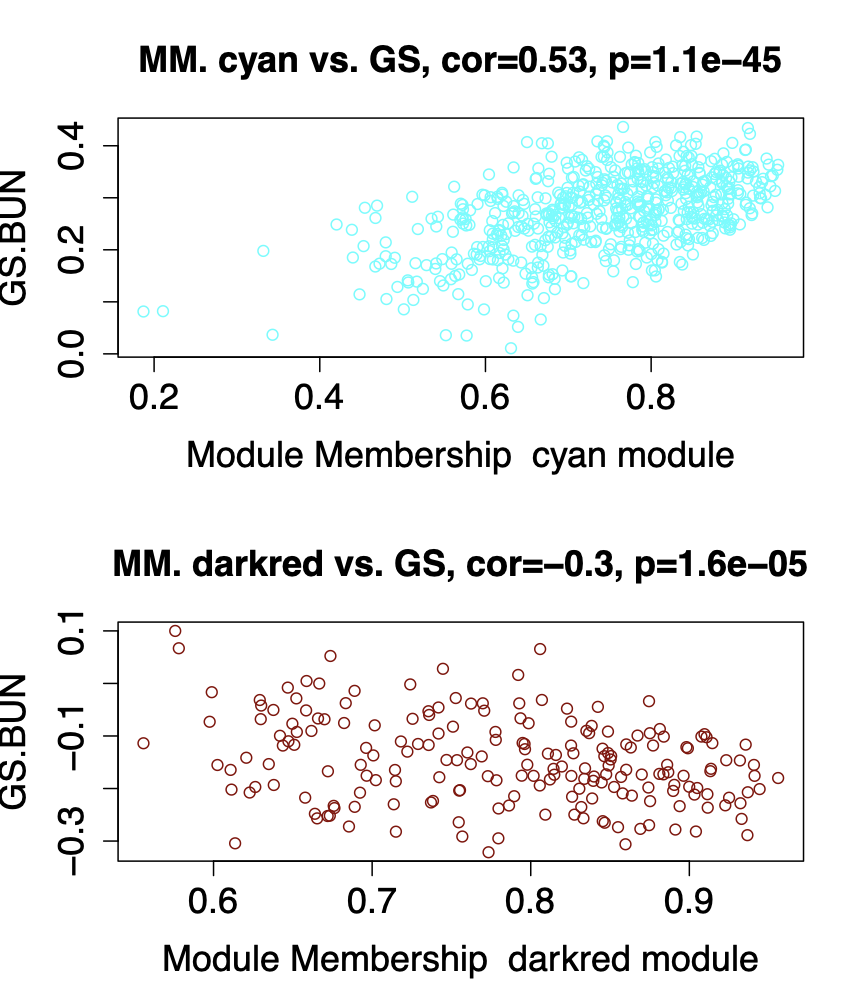 MM. cyan vs. GS, cor=0.53, p=1.1e−45
GS.BUN
0.4
0.2
0.0
0.2 0.4 0.6 0.8
Module Membership cyan module
MM. darkred vs. GS, cor=−0.3, p=1.6e−05
GS.BUN
0.1
−0.1
−0.3
0.6 0.7 0.8 0.9
Module Membership darkred module